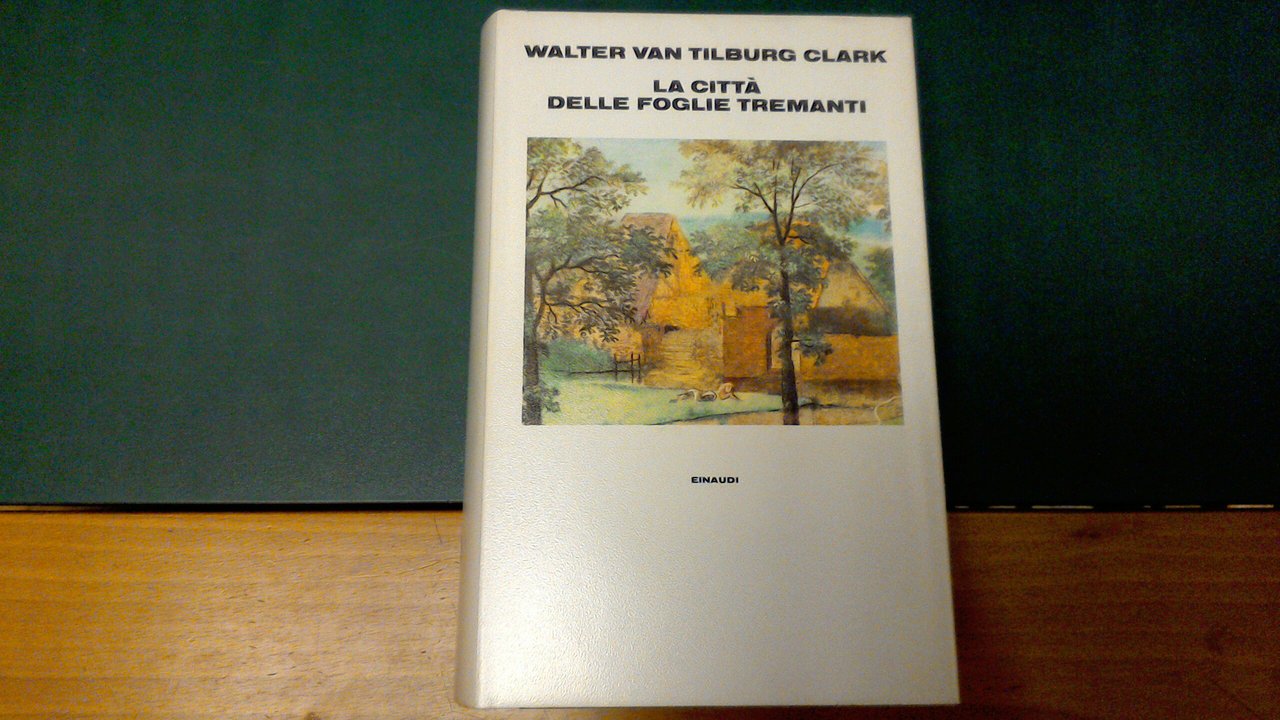 WALTER VAN TILBURG CLARK
LA CITTÀ
DELLE FOGLIE TREMANTI
EINAUDI